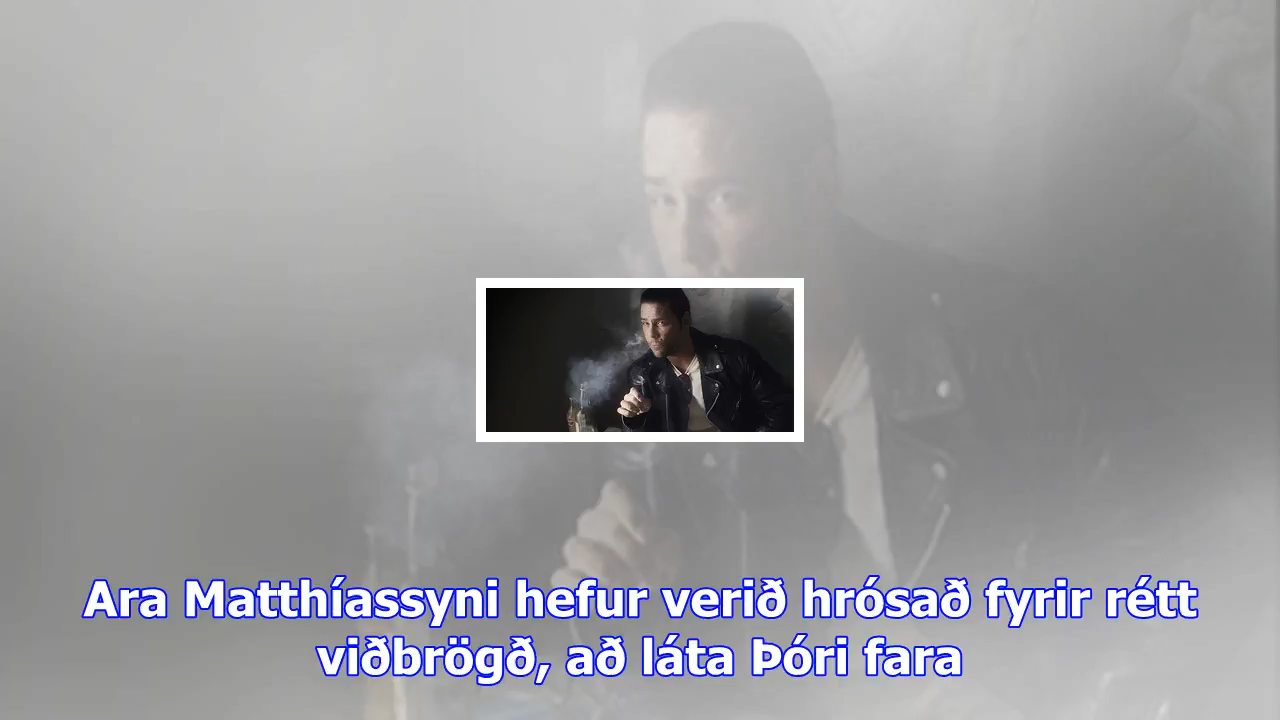 Ara Matthíassyni hefur verið hrósað fyrir rétt
viðbrögð, að láta Þóri fara